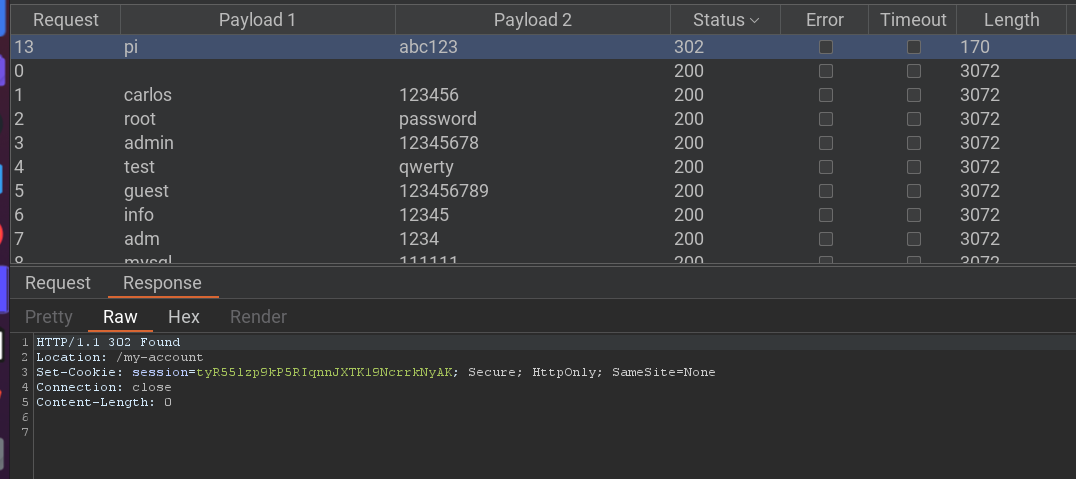 Request Payload 1 Payload 2 Status Error Timeout Length
13 pi abc123 302 170
0 200 3072
1 carlos 123456 200 3072
2 root password 200 3072
3 admin 12345678 200 3072
4 test qwerty 200 3072
5 guest 123456789 200 3072
6 info 12345 200 3072
7 adm 1234 200 3072
8 mysql 111111 200 3072
Request Response
Pretty Raw Hex Render
1 HTTP/1.1 302 Found
2 Location: /my-account
3 Set-Cookie: session=tyR55lzp9kP5RIqnnJXTK19NcrrkNyAK; Secure; HttpOnly; SameSite=None
4 Connection: close
5 Content-Length: 0
6
7